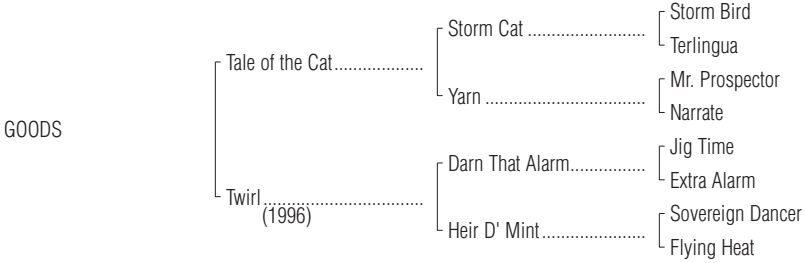 Storm Bird
Storm Cat ..........................
Terlingua
Tale of the Cat...................
Mr. Prospector
Yarn ..................................
Narrate
GOODS
Jig Time
Darn That Alarm................
Extra Alarm
Twirl..................................
(1996)
Sovereign Dancer
Heir D' Mint......................
Flying Heat